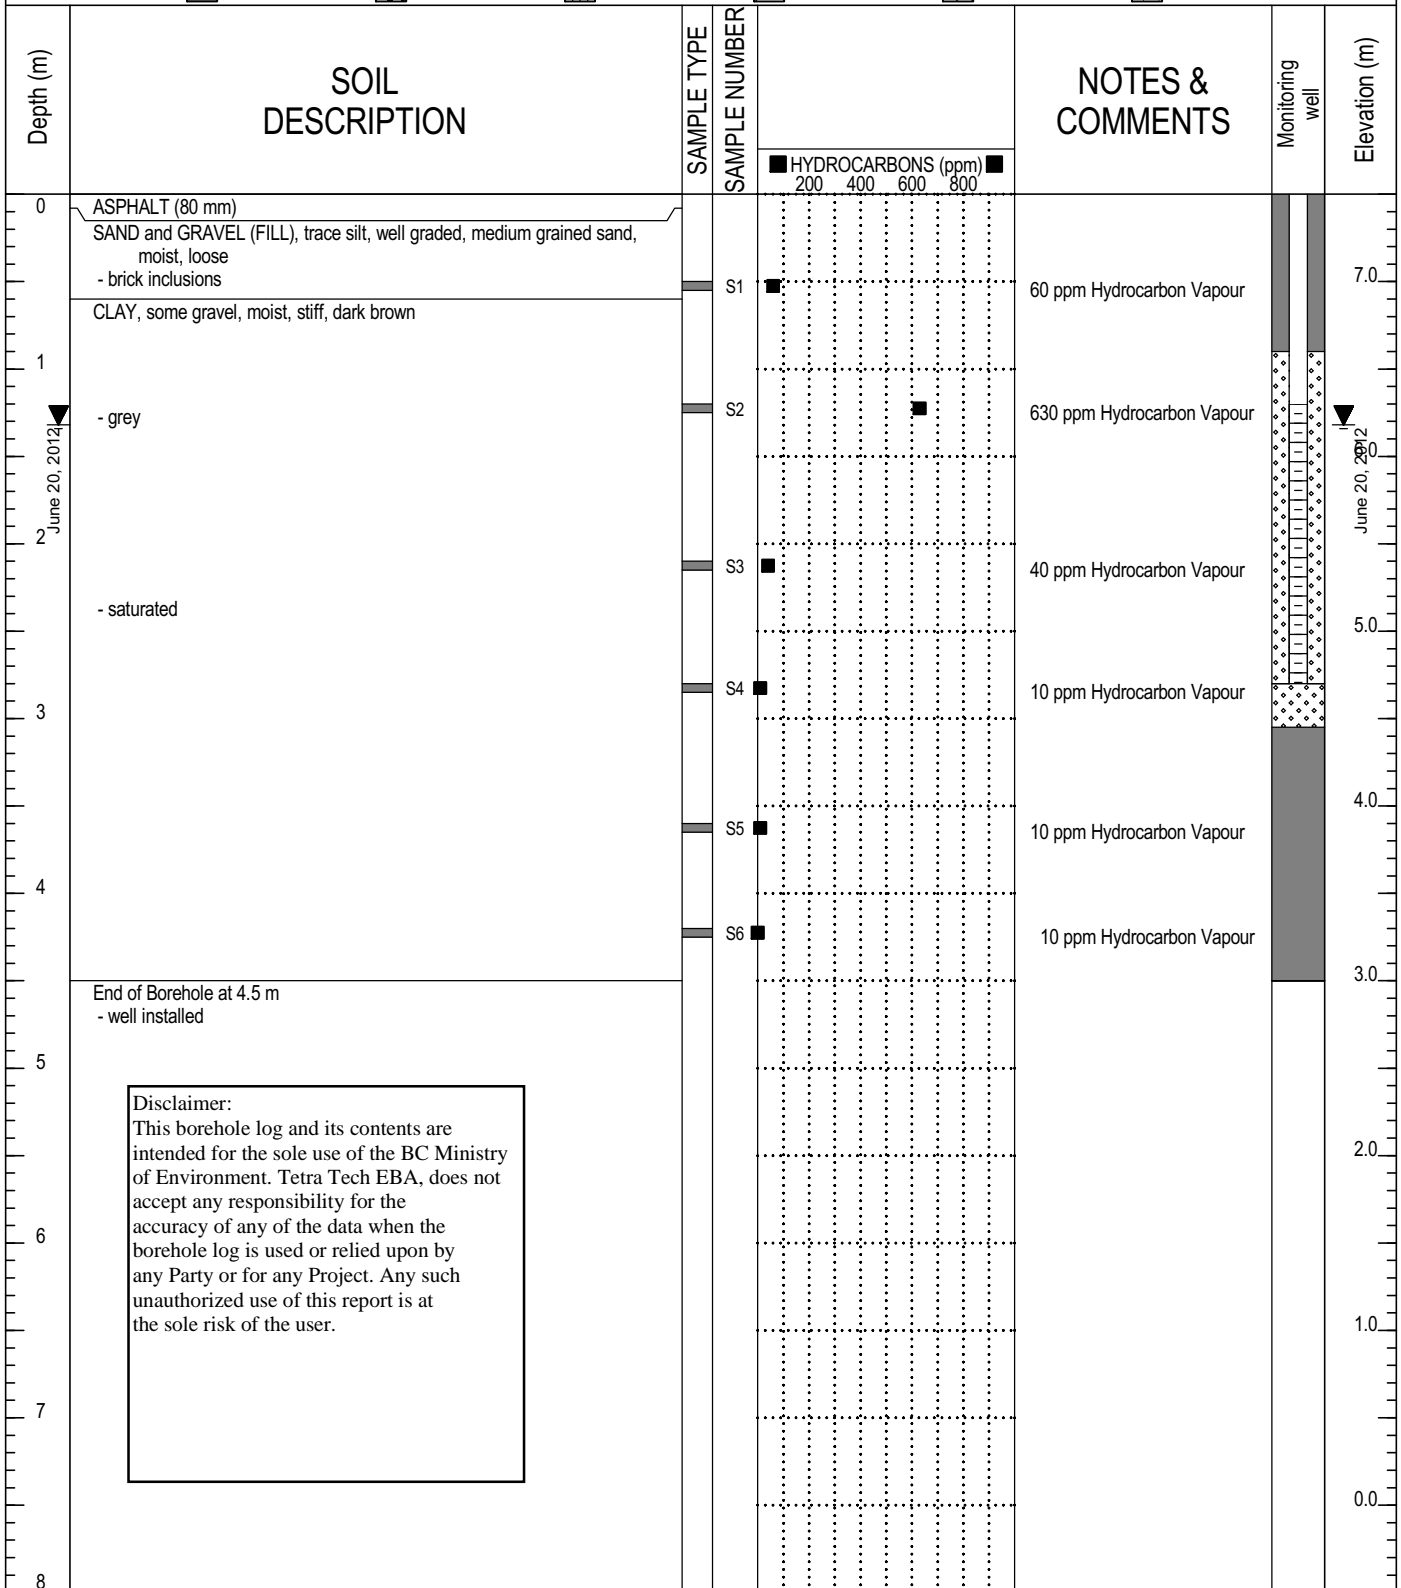 Depth (m)
SOIL
DESCRIPTION
SAMPLE TYPE
SAMPLE NUMBER
HYDROCARBONS (ppm)
200 400 600 800
NOTES &
COMMENTS
Monitoring
well
Elevation (m)
0
ASPHALT (80 mm)
SAND and GRAVEL (FILL), trace silt, well graded, medium grained sand,
moist, loose
- brick inclusions
S1
60 ppm Hydrocarbon Vapour
7.0
CLAY, some gravel, moist, stiff, dark brown
1
- grey
S2
630 ppm Hydrocarbon Vapour
June 20, 2012
June 20, 2012
6.0
2
S3
40 ppm Hydrocarbon Vapour
- saturated
5.0
S4
10 ppm Hydrocarbon Vapour
3
4.0
S5
10 ppm Hydrocarbon Vapour
4
S6
10 ppm Hydrocarbon Vapour
3.0
End of Borehole at 4.5 m
- well installed
5
Disclaimer:
This borehole log and its contents are
intended for the sole use of the BC Ministry
of Environment. Tetra Tech EBA, does not
accept any responsibility for the
accuracy of any of the data when the
borehole log is used or relied upon by
any Party or for any Project. Any such
unauthorized use of this report is at
the sole risk of the user.
2.0
6
1.0
7
0.0
8